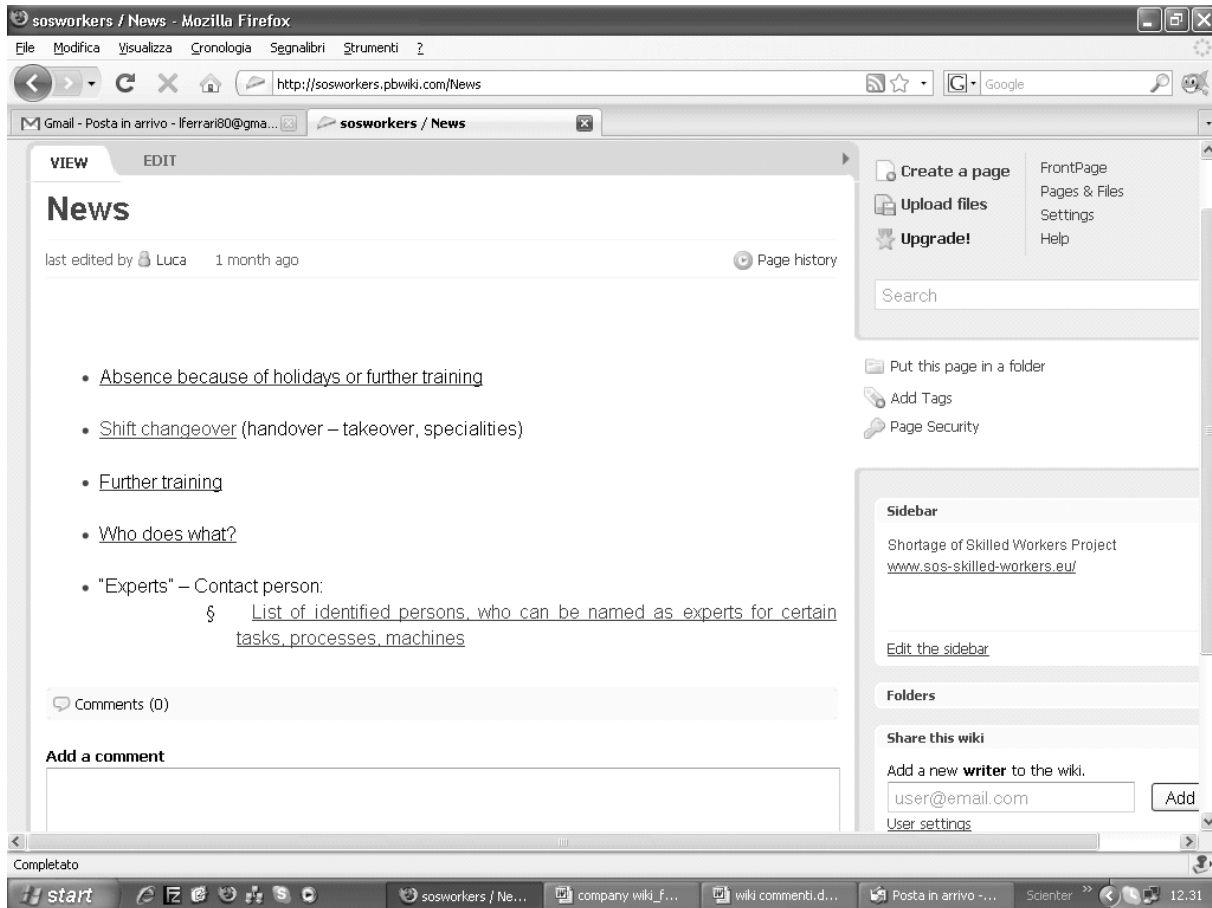 sosworkers / News - Mozilla Firefox
File Modifica Visualizza Cronologia Segnalibri Strumenti ?
http://sosworkers.pbwiki.com/News
G Google
Gmail - Posta in arrivo - lferrari80@gma...
sosworkers / News
VIEW EDIT
News
last edited by Luca 1 month ago
Page history
• Absence because of holidays or further training
• Shift changeover (handover – takeover, specialities)
• Further training
• Who does what?
• "Experts" – Contact person:
§ List of identified persons, who can be named as experts for certain
tasks, processes, machines
Comments (0)
Add a comment
Create a page
Upload files
Upgrade!
FrontPage
Pages & Files
Settings
Help
Search
Put this page in a folder
Add Tags
Page Security
Sidebar
Shortage of Skilled Workers Project
www.sos-skilled-workers.eu/
Edit the sidebar
Folders
Share this wiki
Add a new writer to the wiki.
user@email.com
Add
User settings
Completato
start
sosworkers / Ne...
company wiki_f...
wiki commenti.d...
Posta in arrivo -...
Scienter »
12.31